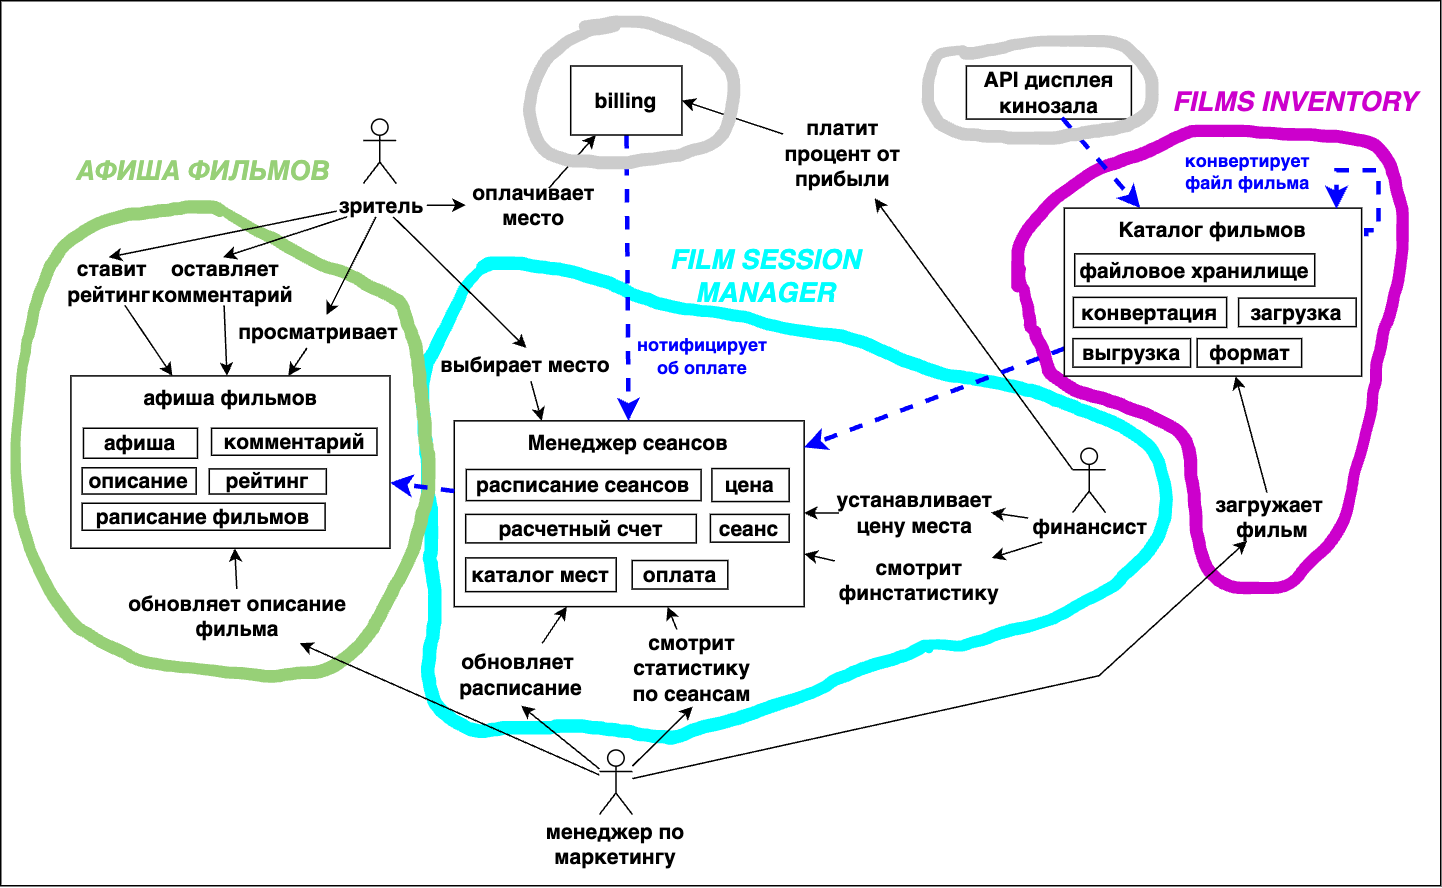 billing
API дисплея
кинозала
FILMS INVENTORY
платит
процент от
прибыли
АФИША ФИЛЬМОВ
конвертирует
файл фильма
оплачивает
место
зритель
Каталог фильмов
файловое хранилище
конвертация
загрузка
выгрузка
формат
FILM SESSION
MANAGER
ставит
рейтинг
оставляет
комментарий
просматривает
выбирает место
нотифицирует
об оплате
афиша фильмов
афиша
комментарий
описание
рейтинг
раписание фильмов
Менеджер сеансов
расписание сеансов
цена
расчетный счет
сеанс
каталог мест
оплата
устанавливает
цену места
финансист
смотрит
финстатистику
загружает
фильм
обновляет описание
фильма
обновляет
расписание
смотрит
статистику
по сеансам
менеджер по
маркетингу